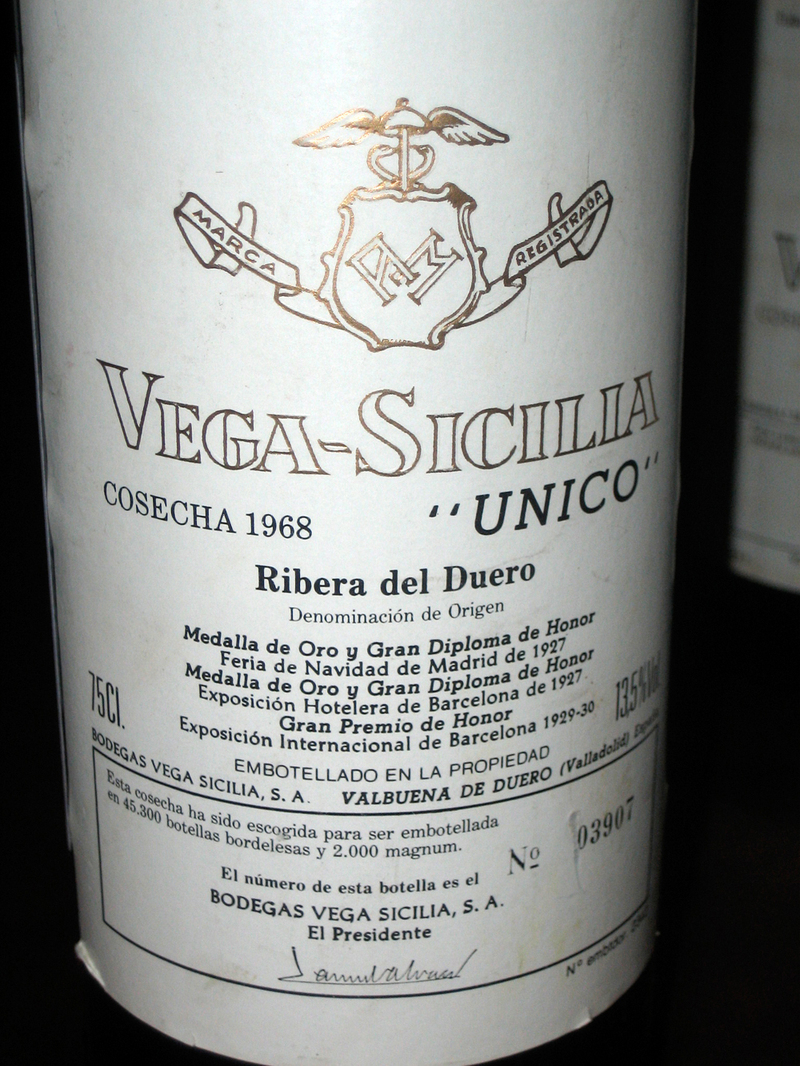 MARCA REGISTRADA
VEGA-SICILIA
COSECHA 1968 "UNICO"
Ribera del Duero
Denominación de Origen
Medalla de Oro y Gran Diploma de Honor
Feria de Navidad de Madrid de 1927
Medalla de Oro y Gran Diploma de Honor
Exposición Hotelera de Barcelona de 1927
Gran Premio de Honor
Exposición Internacional de Barcelona 1929-30
75Cl. 13,5%Vol
EMBOTELLADO EN LA PROPIEDAD
BODEGAS VEGA SICILIA, S. A. VALBUENA DE DUERO (Valladolid) España
Esta cosecha ha sido escogida para ser embotellada
en 45.300 botellas bordelesas y 2.000 magnum.
El número de esta botella es el Nº 03907
BODEGAS VEGA SICILIA, S. A.
El Presidente
Nº embotador.